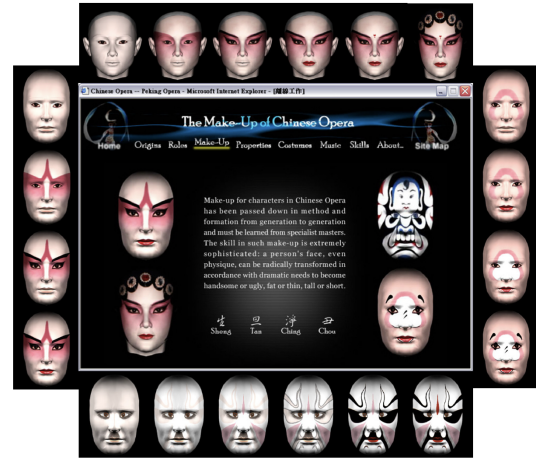 Chinese Opera -- Peking Opera - Microsoft Internet Explorer - [離線工作]
The Make-Up of Chinese Opera
Home Origins Roles Make-Up Properties Costumes Music Skills About... Site Map
Make-up for characters in Chinese Opera
has been passed down in method and
formation from generation to generation
and must be learned from specialist masters.
The skill in such make-up is extremely
sophisticated: a person's face, even
physique, can be radically transformed in
accordance with dramatic needs to become
handsome or ugly, fat or thin, tall or short.
生 旦 淨 丑
Sheng Tan Ching Chou